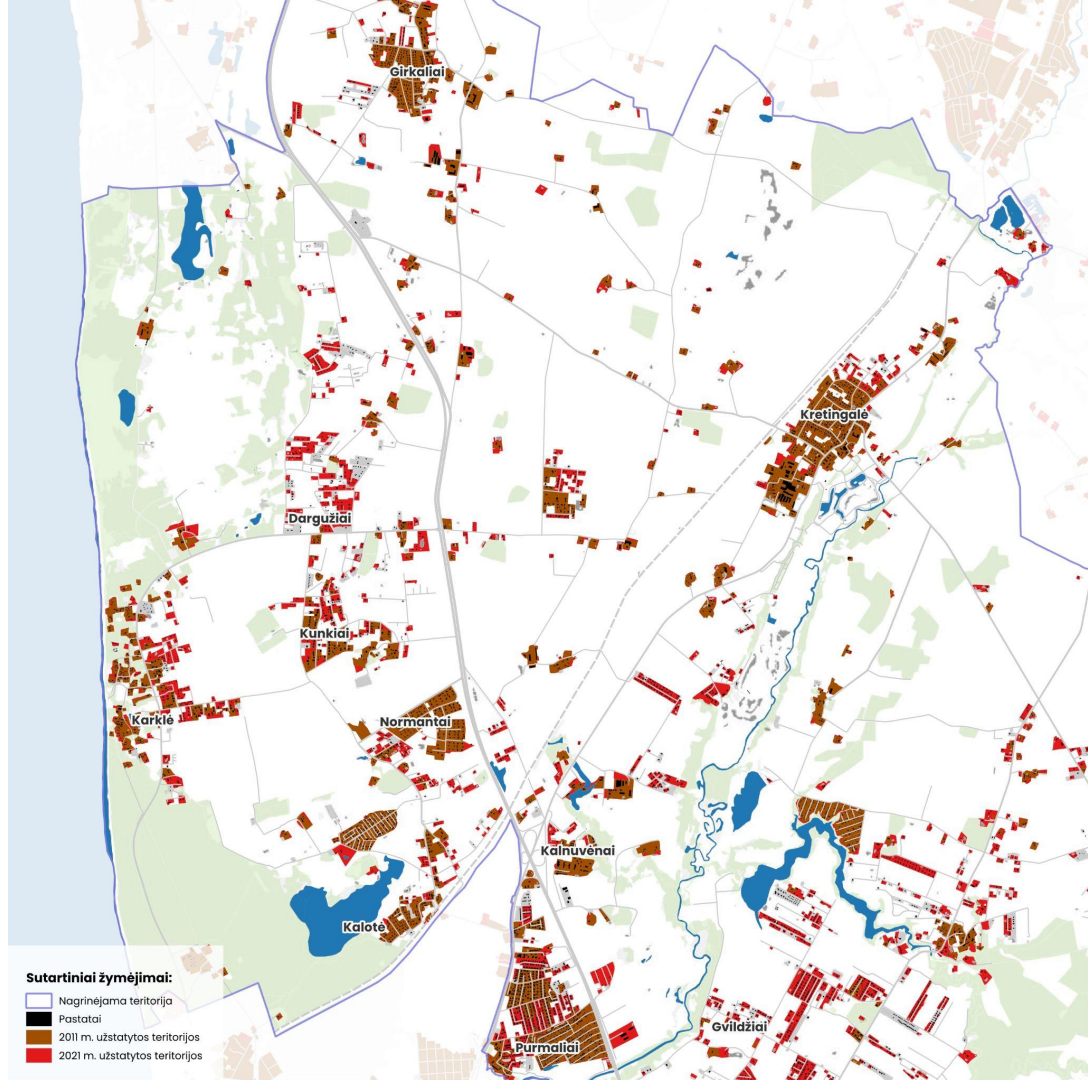 Girkaliai
Kretingalė
Dargužiai
Kunkiai
Karklė
Normantai
Kalnuvėnai
Kalotė
Gvildžiai
Purmaliai
Sutartiniai žymėjimai:
Nagrinėjama teritorija
Pastatai
2011 m. užstatytos teritorijos
2021 m. užstatytos teritorijos